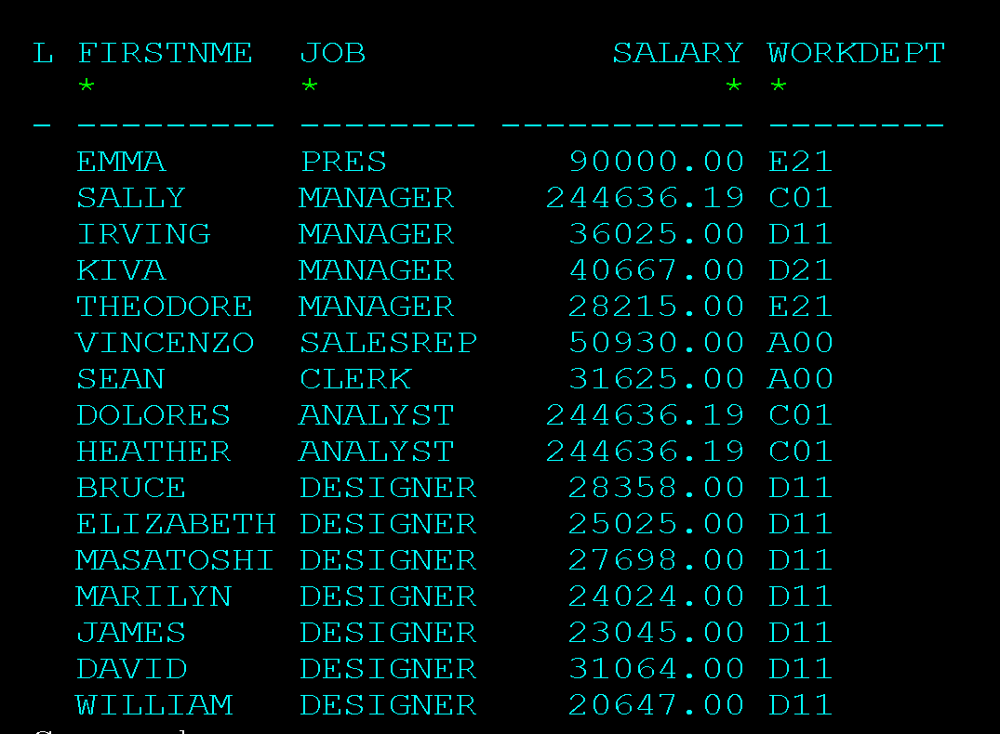 L FIRSTNME JOB SALARY WORKDEPT
* * * *
- --------- -------- ----------- --------
EMMA PRES 90000.00 E21
SALLY MANAGER 244636.19 C01
IRVING MANAGER 36025.00 D11
KIVA MANAGER 40667.00 D21
THEODORE MANAGER 28215.00 E21
VINCENZO SALESREP 50930.00 A00
SEAN CLERK 31625.00 A00
DOLORES ANALYST 244636.19 C01
HEATHER ANALYST 244636.19 C01
BRUCE DESIGNER 28358.00 D11
ELIZABETH DESIGNER 25025.00 D11
MASATOSHI DESIGNER 27698.00 D11
MARILYN DESIGNER 24024.00 D11
JAMES DESIGNER 23045.00 D11
DAVID DESIGNER 31064.00 D11
WILLIAM DESIGNER 20647.00 D11